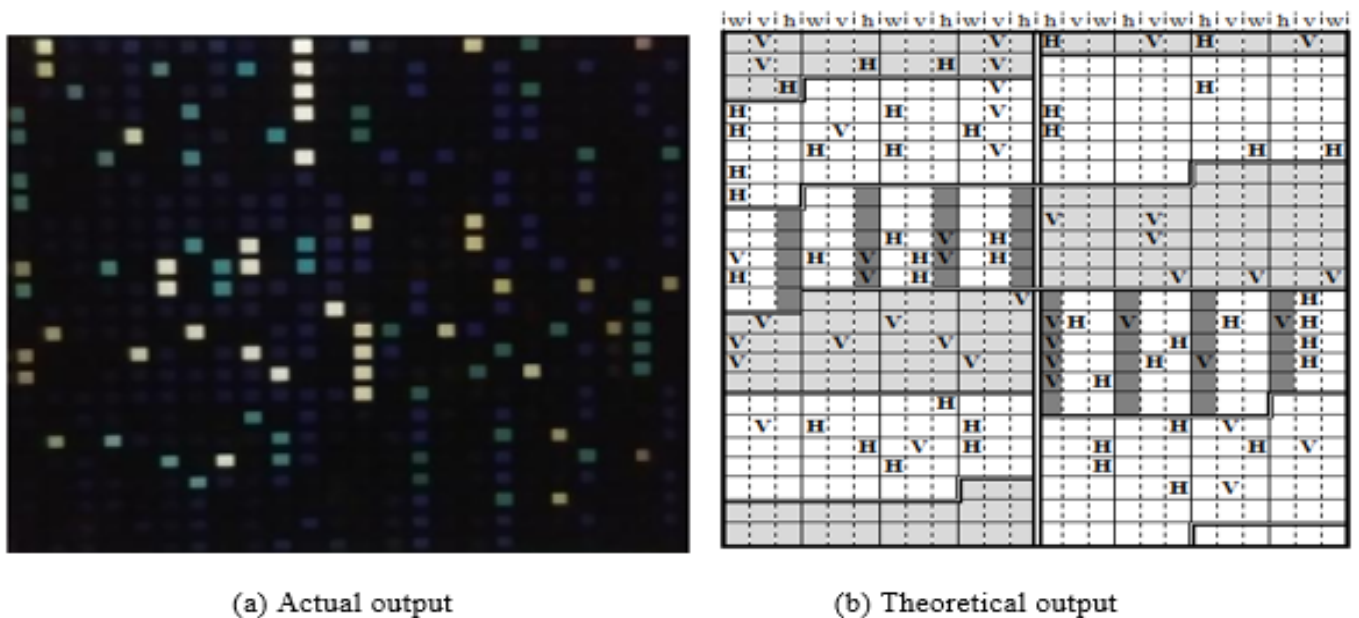 w v h w v h w v h w v h h v w h v w h v w h v w
V V H V H V
V H H V
H V H
H H V H
H V H H
H H V H H
H
H
V V
H V H V
V H V H V H
H V H V V V
V H
V V V H V H V H
V V V V H H
V V V H V H
V H
H
V H H H V
H V H H H V
H H
H V
(a) Actual output (b) Theoretical output